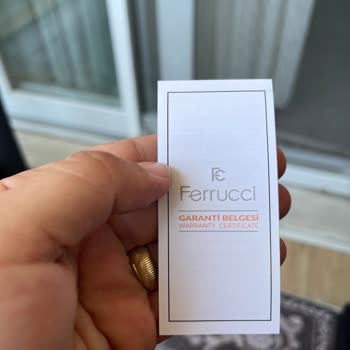 FC
Ferrucci
GARANTİ BELGESİ
WARRANTY CERTIFICATE